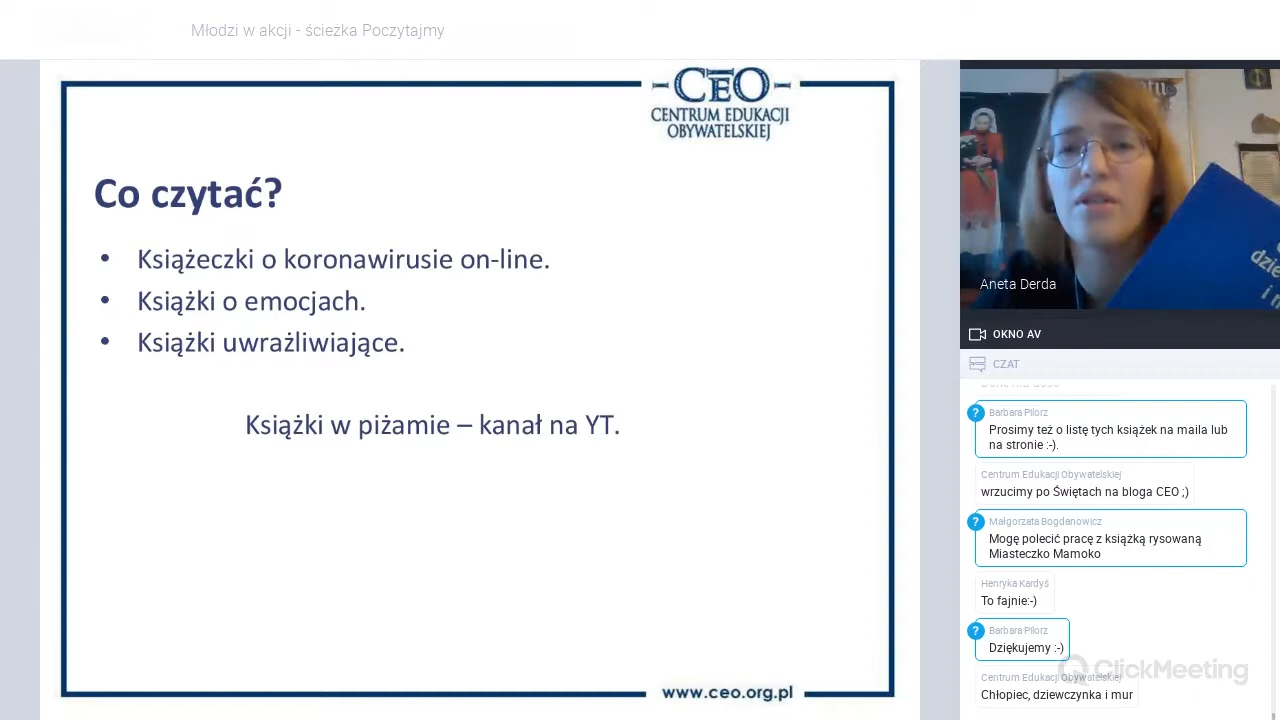 Młodzi w akcji - ścieżka Poczytajmy
CEO
CENTRUM EDUKACJI
OBYWATELSKIEJ
Co czytać?
• Książeczki o koronawirusie on-line.
• Książki o emocjach.
• Książki uwrażliwiające.
Książki w piżamie – kanał na YT.
www.ceo.org.pl
Aneta Derda
OKNO AV
CZAT
Barbara Pilorz
Prosimy też o listę tych książek na maila lub
na stronie :-).
Centrum Edukacji Obywatelskiej
wrzucimy po Świętach na bloga CEO ;)
Małgorzata Bogdanowicz
Mogę polecić pracę z książką rysowaną
Miasteczko Mamoko
Henryka Kardyś
To fajnie:-)
Barbara Pilorz
Dziękujemy :-)
Centrum Edukacji Obywatelskiej
Chłopiec, dziewczynka i mur
ClickMeeting